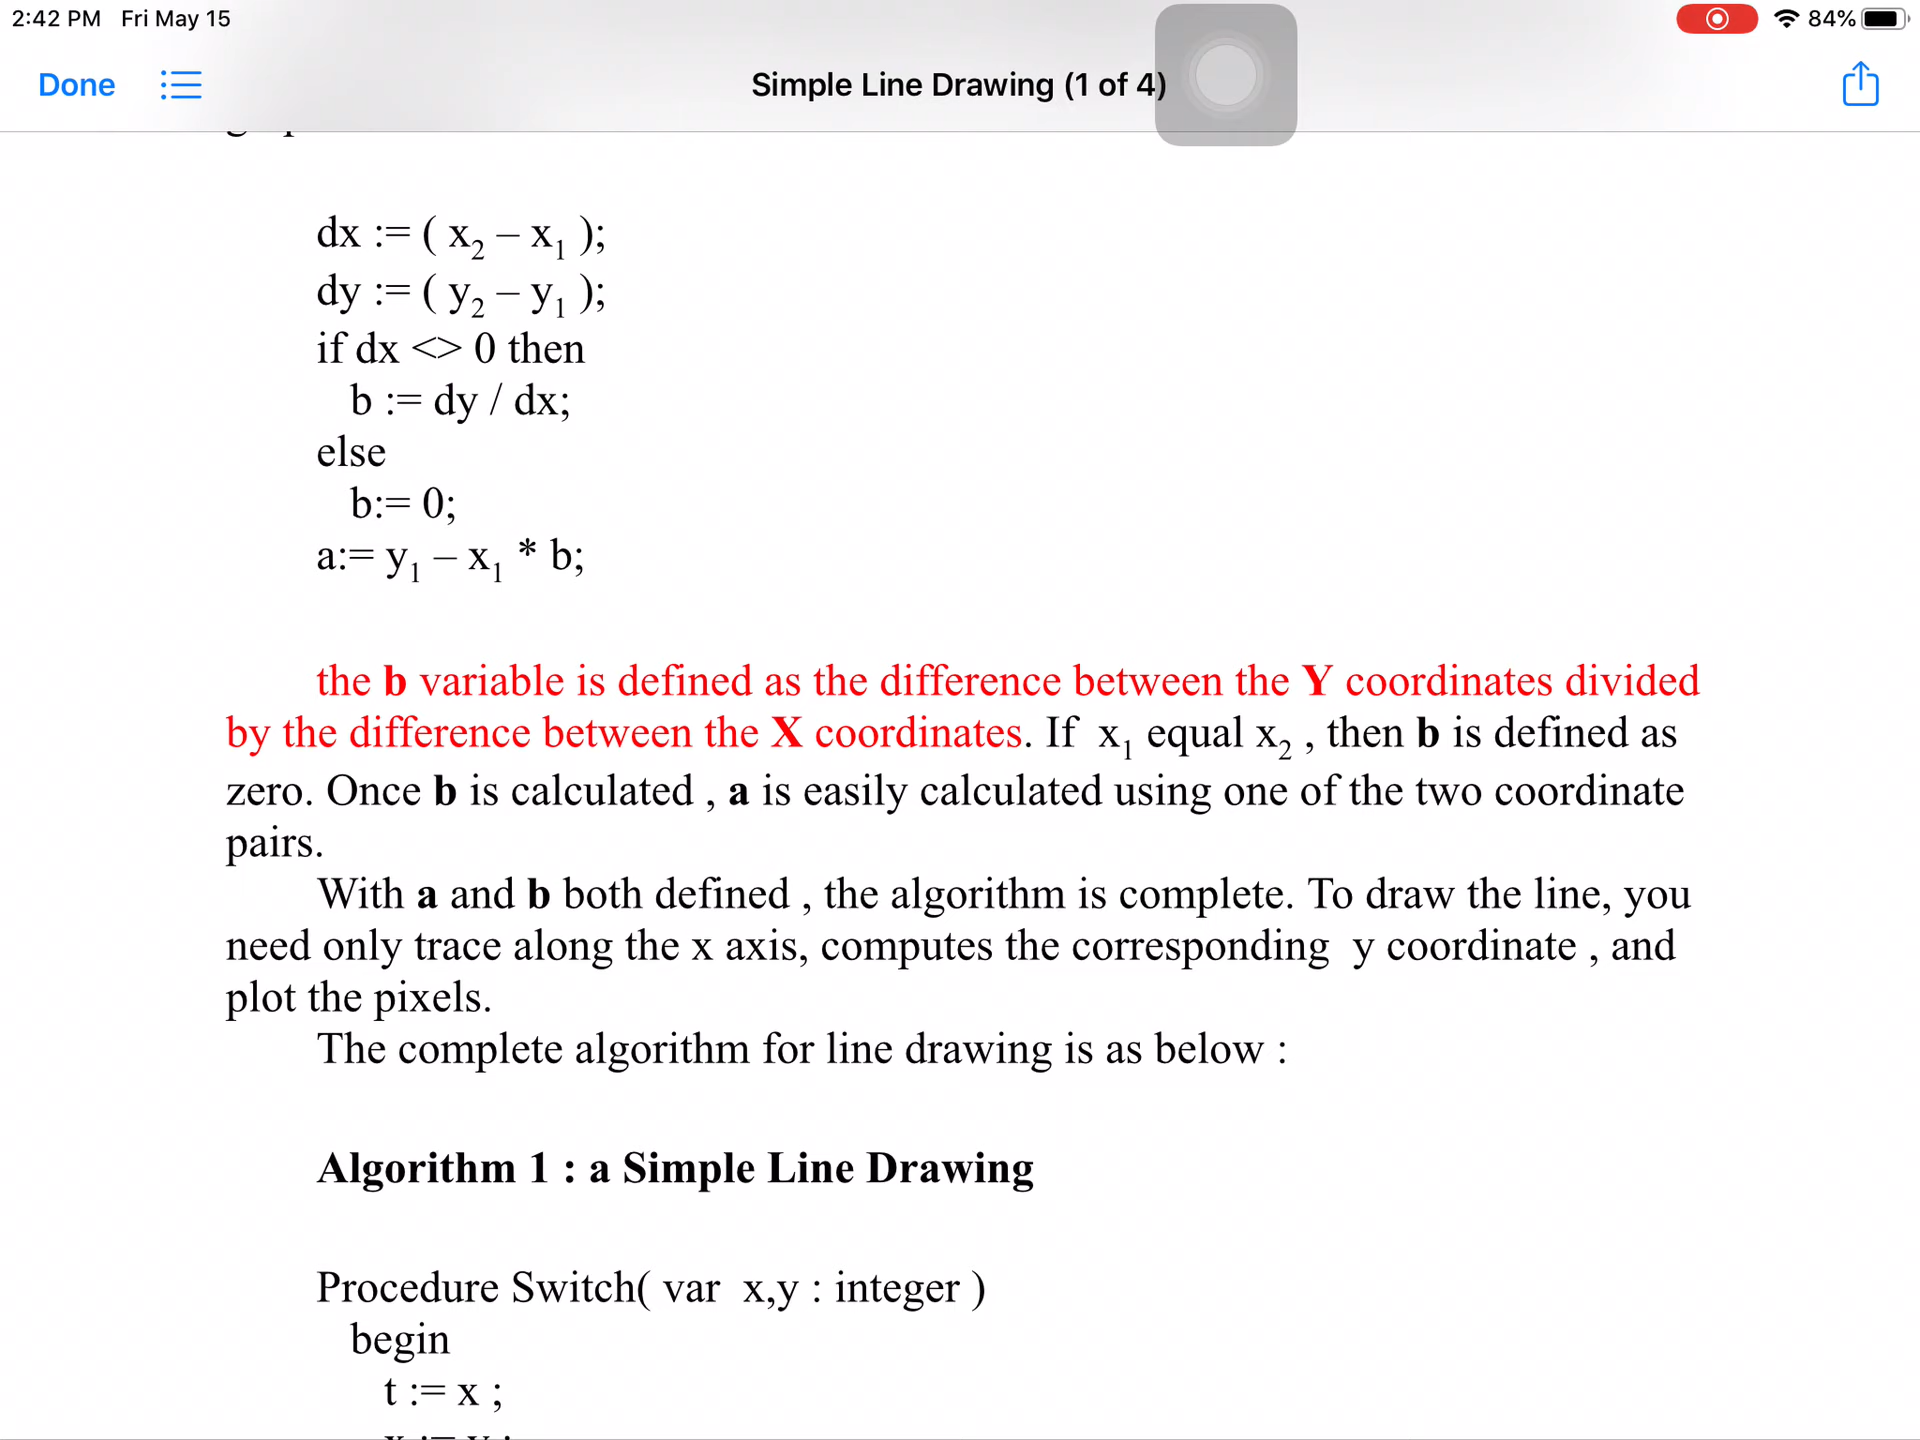 2:42 PM Fri May 15
84%
Done
Simple Line Drawing (1 of 4)
dx := ( x₂ – x₁ );
dy := ( y₂ – y₁ );
if dx <> 0 then
b := dy / dx;
else
b:= 0;
a:= y₁ – x₁ * b;
the b variable is defined as the difference between the Y coordinates divided
by the difference between the X coordinates. If x₁ equal x₂ , then b is defined as
zero. Once b is calculated , a is easily calculated using one of the two coordinate
pairs.
With a and b both defined , the algorithm is complete. To draw the line, you
need only trace along the x axis, computes the corresponding y coordinate , and
plot the pixels.
The complete algorithm for line drawing is as below :
Algorithm 1 : a Simple Line Drawing
Procedure Switch( var x,y : integer )
begin
t := x ;